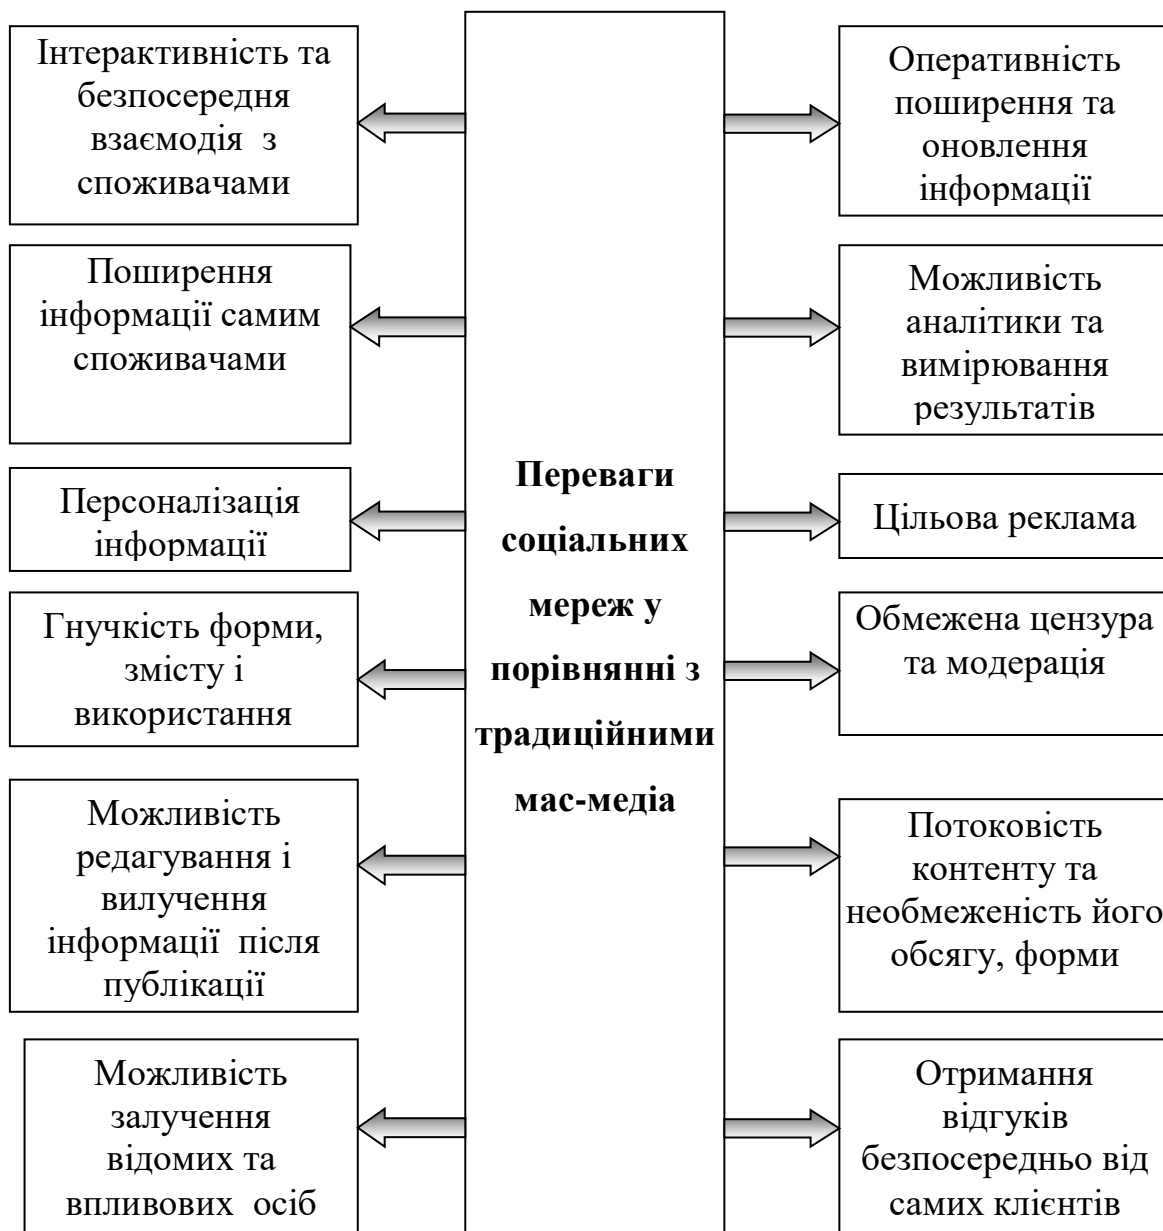 Інтерактивність та
безпосередня
взаємодія з
споживачами
Поширення
інформації самим
споживачами
Персоналізація
інформації
Гнучкість форми,
змісту і
використання
Можливість
редагування і
вилучення
інформації після
публікації
Можливість
залучення
відомих та
впливових осіб
Переваги
соціальних
мереж у
порівнянні з
традиційними
мас-медіа
Оперативність
поширення та
оновлення
інформації
Можливість
аналітики та
вимірювання
результатів
Цільова реклама
Обмежена цензура
та модерація
Потоковість
контенту та
необмеженість його
обсягу, форми
Отримання
відгуків
безпосередньо від
самих клієнтів